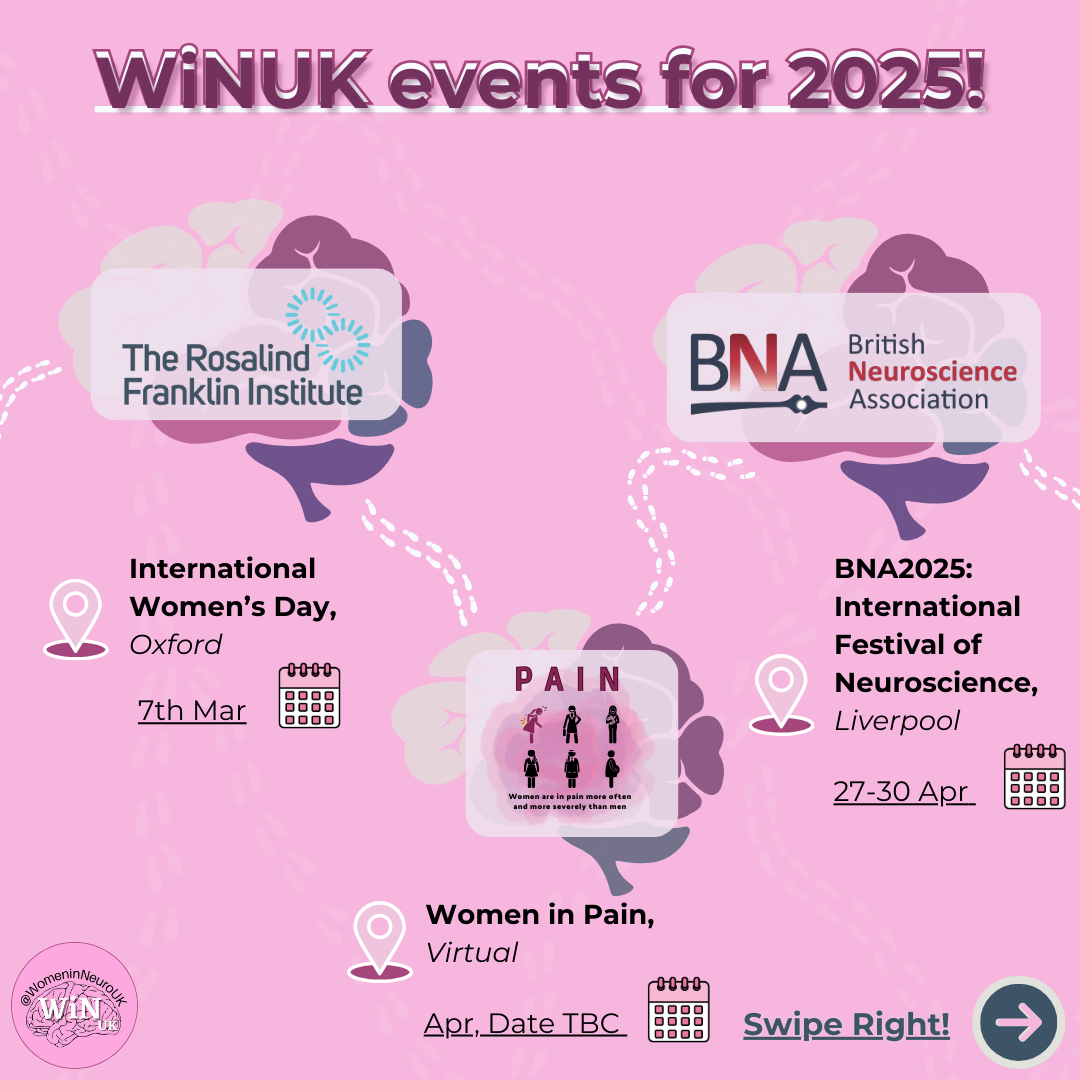 WiNUK events for 2025!
The Rosalind
Franklin Institute
International
Women's Day,
Oxford
7th Mar
PAIN
Women are in pain more often
and more severely than men
Women in Pain,
Virtual
Apr, Date TBC
BNA
British
Neuroscience
Association
BNA2025:
International
Festival of
Neuroscience,
Liverpool
27-30 Apr
@WomeninNeuroUK
WiN
UK
Swipe Right!